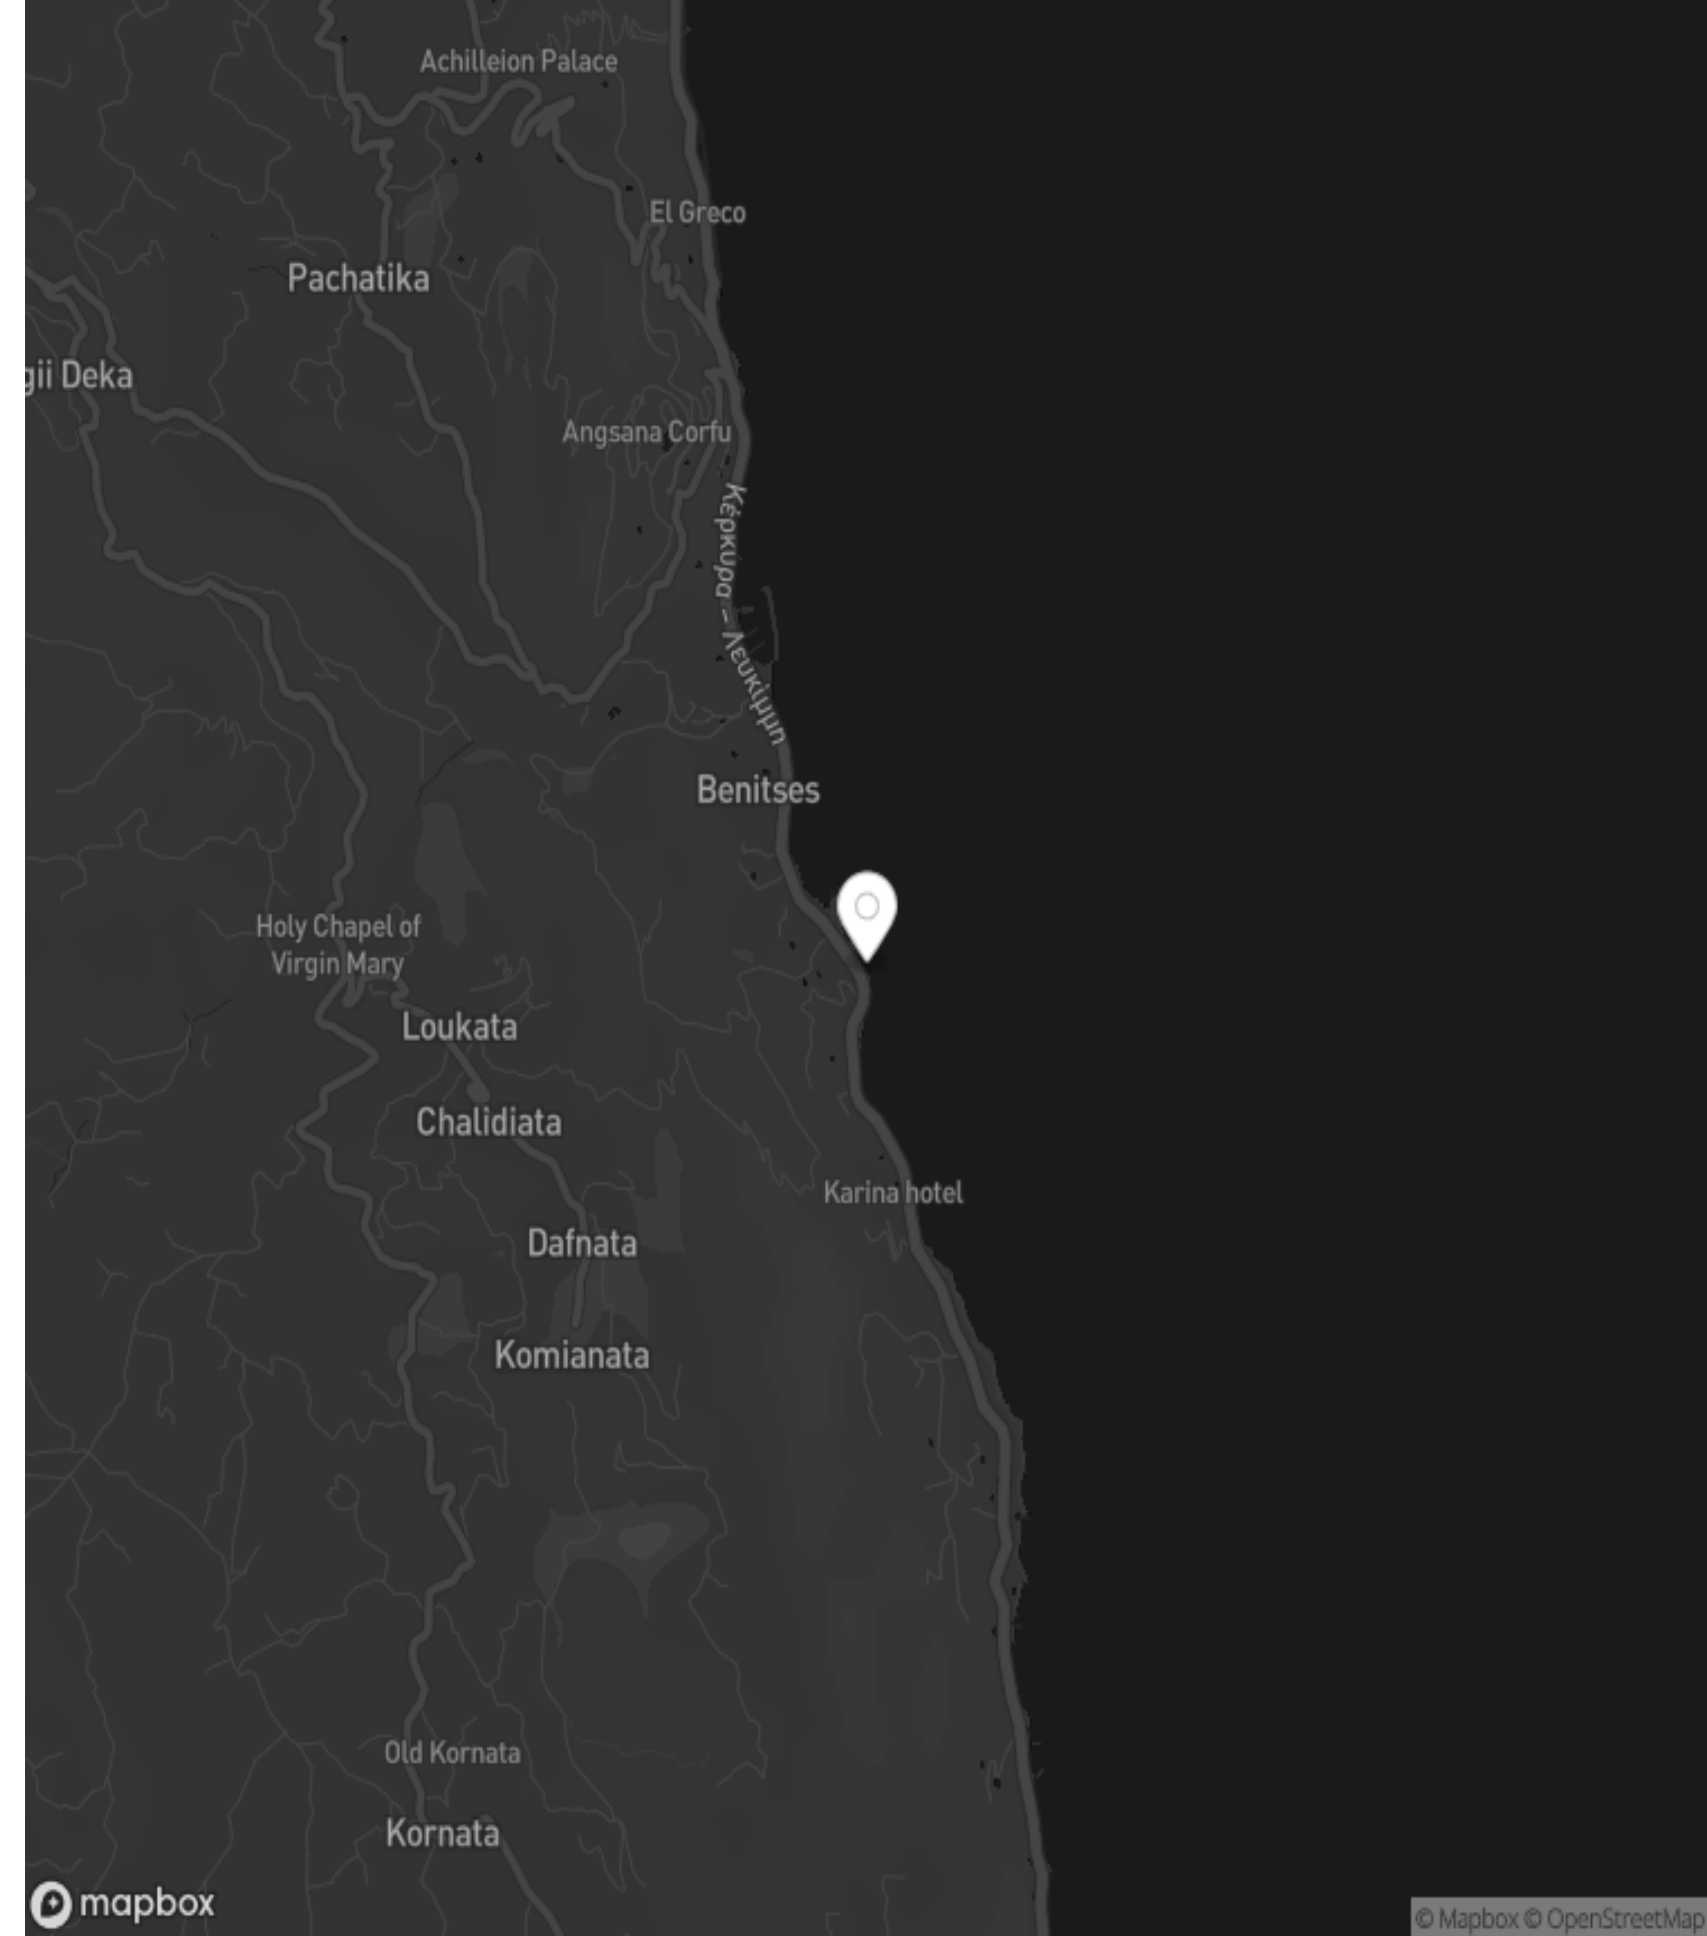 Achilleion Palace
El Greco
Pachatika
gii Deka
Angsana Corfu
Κέρκυρα – Λευκίμμη
Benitses
Holy Chapel of
Virgin Mary
Loukata
Chalidiata
Karina hotel
Dafnata
Komianata
Old Kornata
Kornata
mapbox
© Mapbox © OpenStreetMap